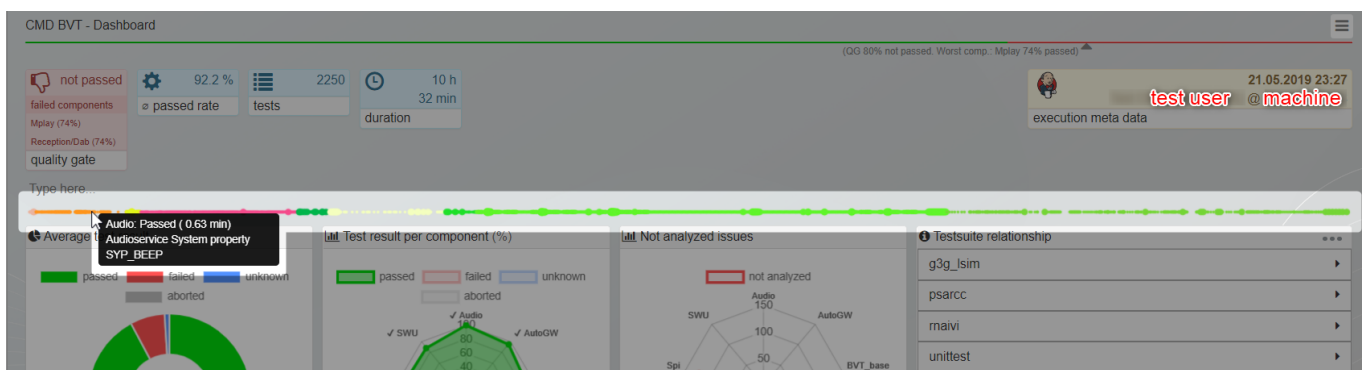 CMD BVT - Dashboard
(QG 80% not passed. Worst comp.: Mplay 74% passed)
not passed
failed components
Mplay (74%)
Reception/Dab (74%)
quality gate
92.2 %
ø passed rate
2250
tests
10 h
32 min
duration
21.05.2019 23:27
test user @ machine
execution meta data
Type here...
Audio: Passed ( 0.63 min)
Audioservice System property
SYP_BEEP
Average t
passed failed unknown
aborted
Test result per component (%)
passed failed unknown
aborted
✓ Audio
✓ SWU
✓ AutoGW
100
80
60
40
Not analyzed issues
not analyzed
Audio
150
SWU
AutoGW
100
50
Spi
BVT_base
Testsuite relationship
g3g_lsim
psarcc
rnaivi
unittest